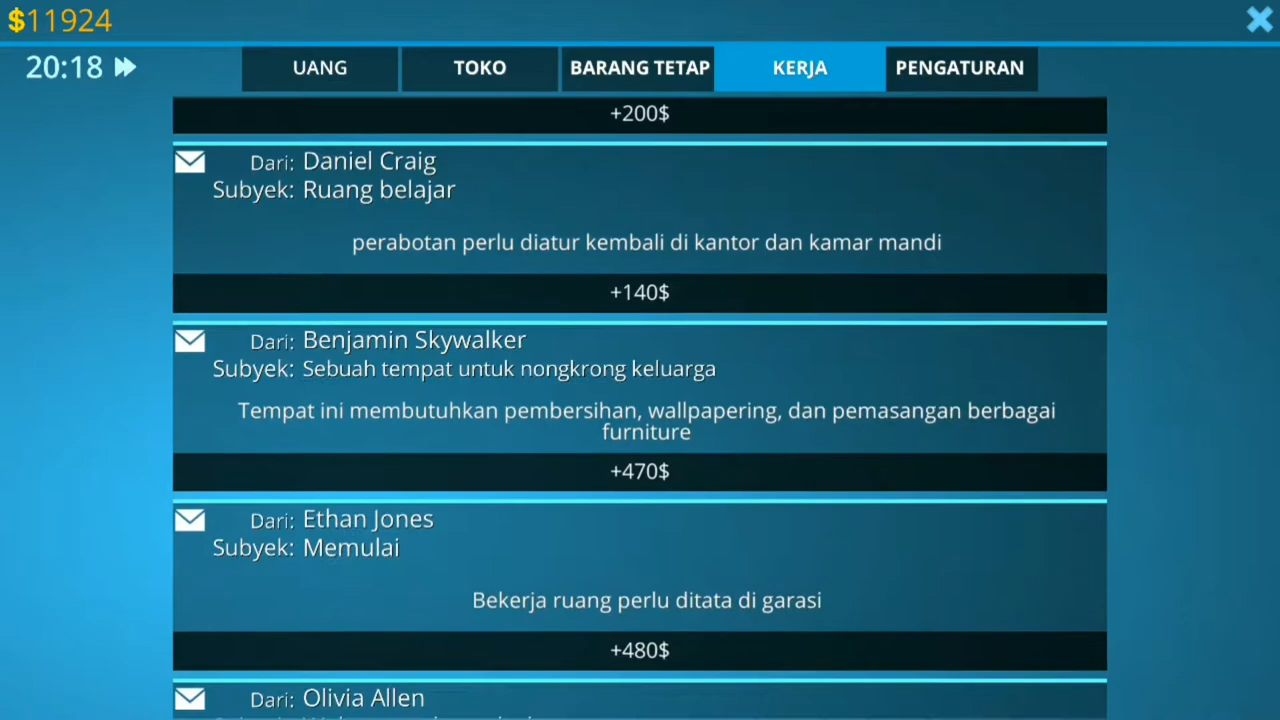 $11924
20:18
UANG
TOKO
BARANG TETAP
KERJA
PENGATURAN
+200$
Dari: Daniel Craig
Subyek: Ruang belajar
perabotan perlu diatur kembali di kantor dan kamar mandi
+140$
Dari: Benjamin Skywalker
Subyek: Sebuah tempat untuk nongkrong keluarga
Tempat ini membutuhkan pembersihan, wallpapering, dan pemasangan berbagai
furniture
+470$
Dari: Ethan Jones
Subyek: Memulai
Bekerja ruang perlu ditata di garasi
+480$
Dari: Olivia Allen